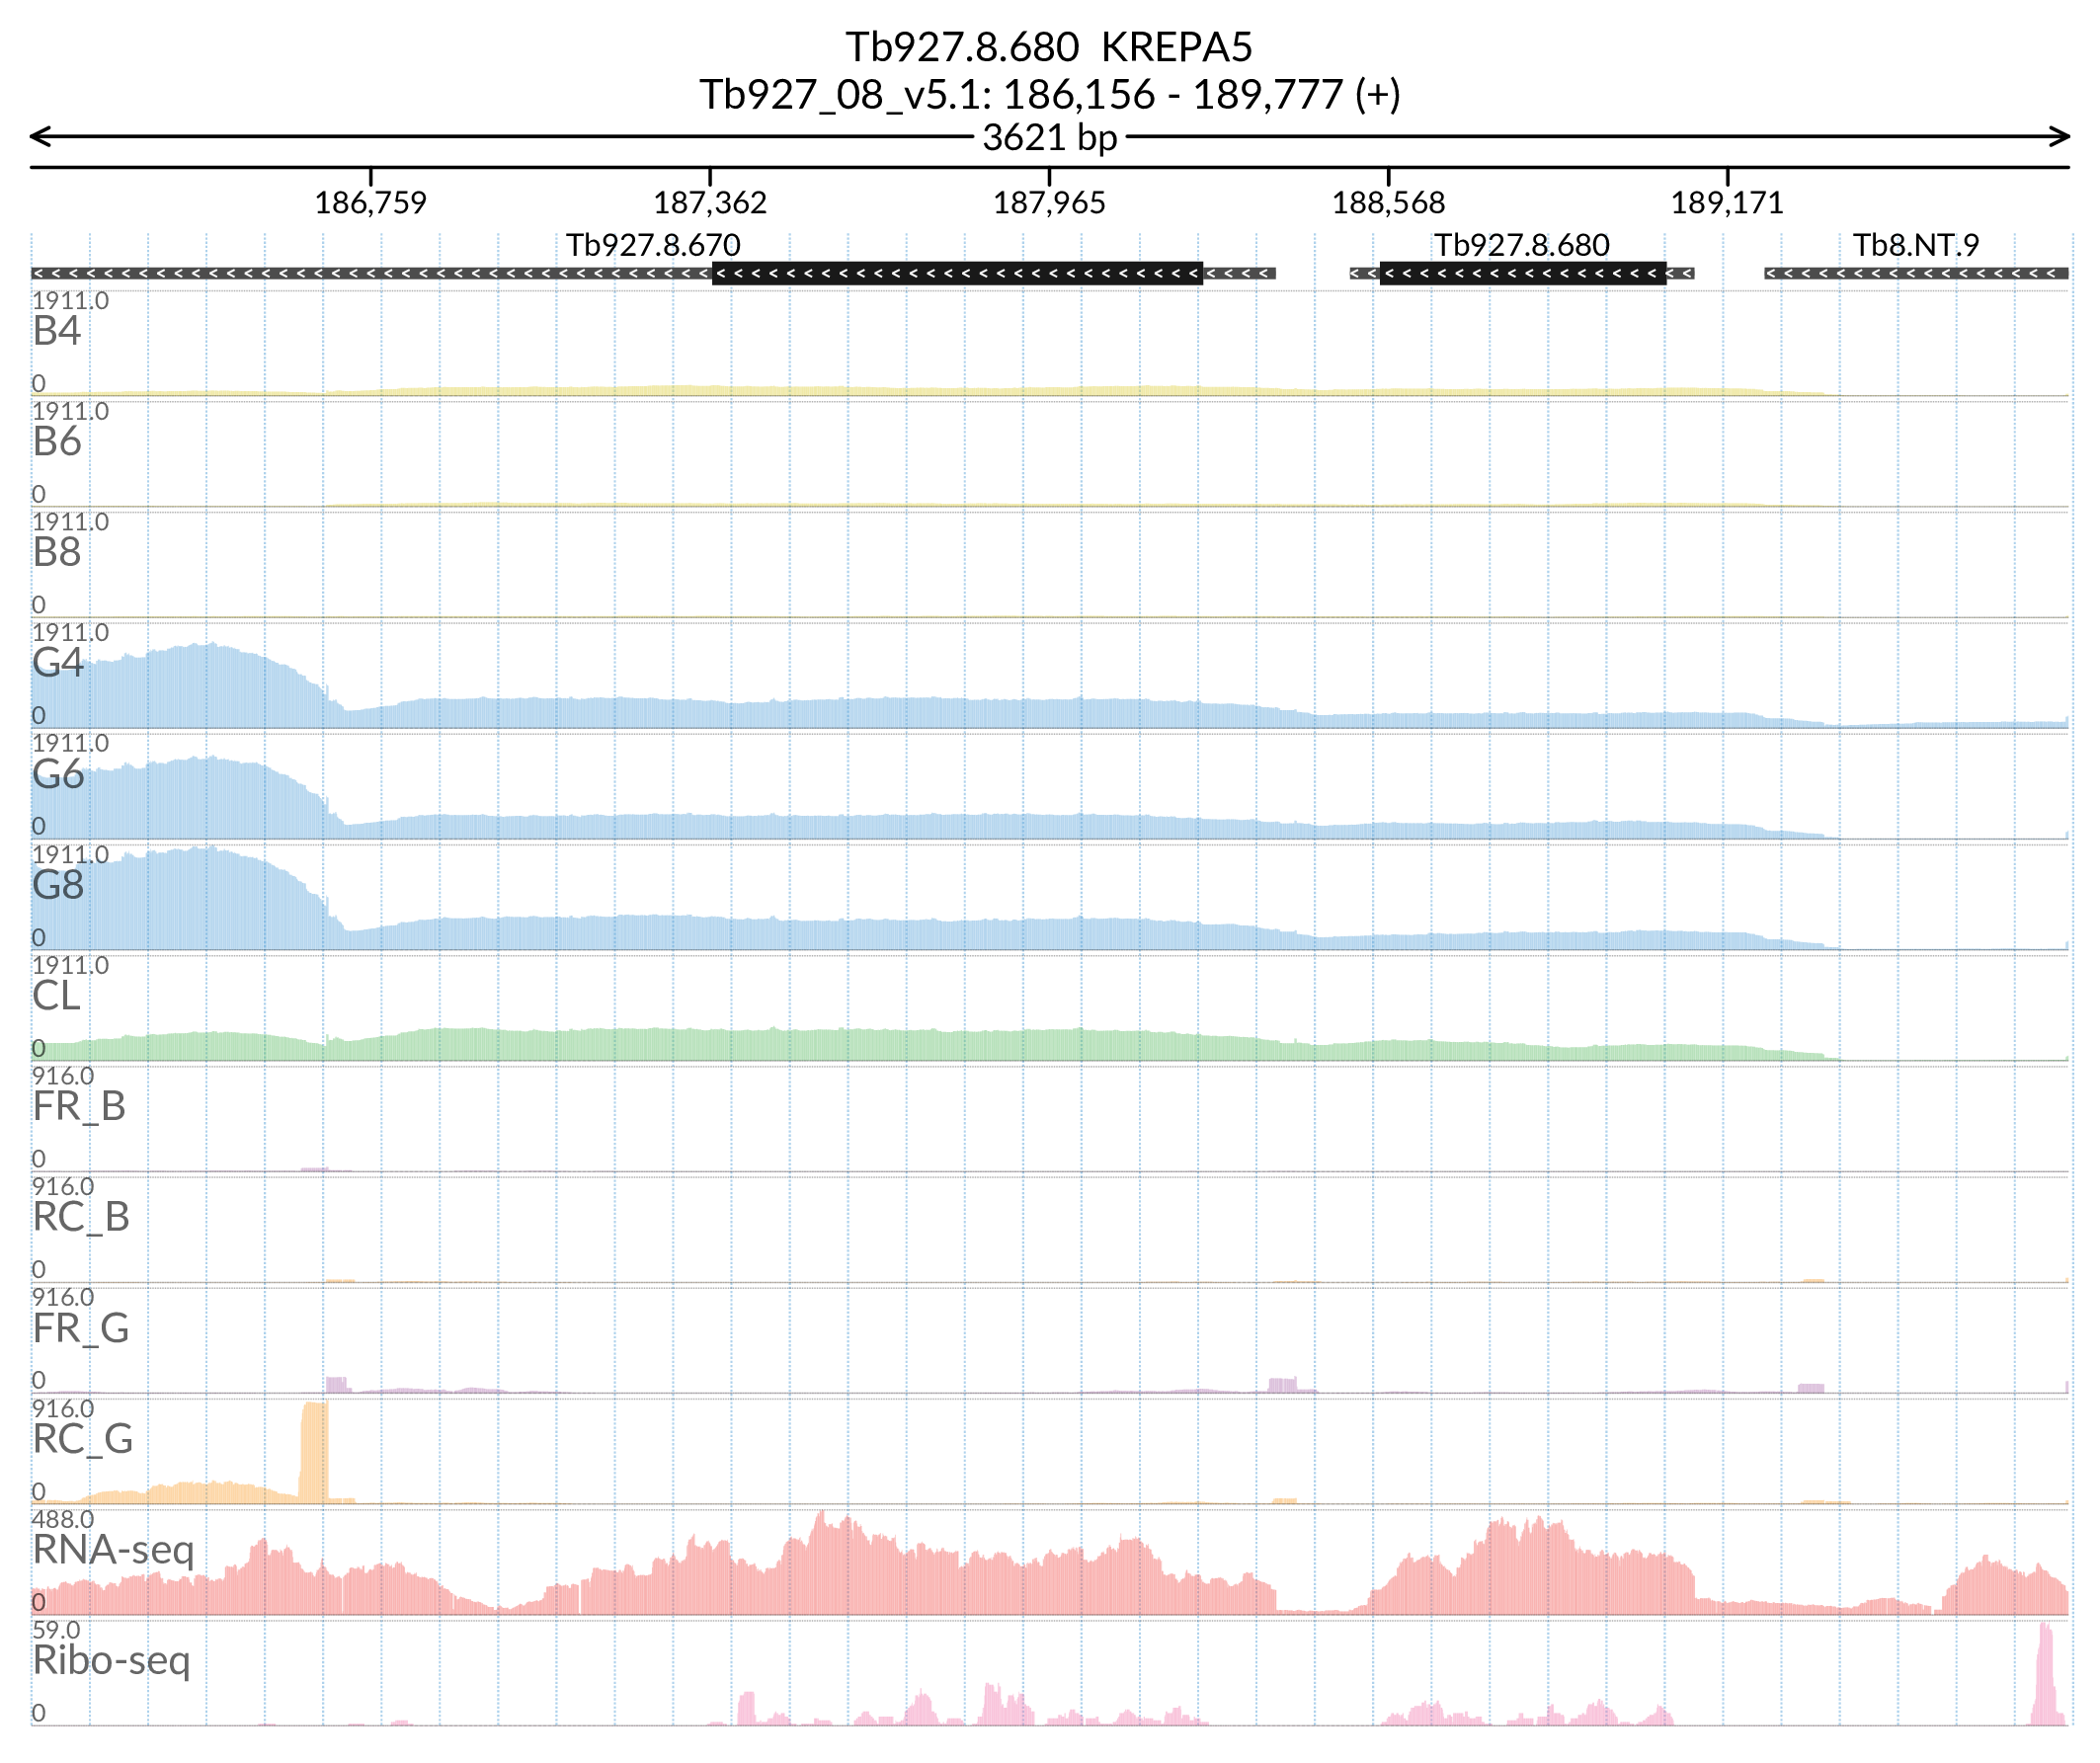 Tb927.8.680 KREPA5
Tb927_08_v5.1: 186,156 - 189,777 (+)
3621 bp
186,759 187,362 187,965 188,568 189,171
Tb927.8.670 Tb927.8.680 Tb8.NT.9
1911.0
B4
0
1911.0
B6
0
1911.0
B8
0
1911.0
G4
0
1911.0
G6
0
1911.0
G8
0
1911.0
CL
0
916.0
FR_B
0
916.0
RC_B
0
916.0
FR_G
0
916.0
RC_G
0
488.0
RNA-seq
0
59.0
Ribo-seq
0